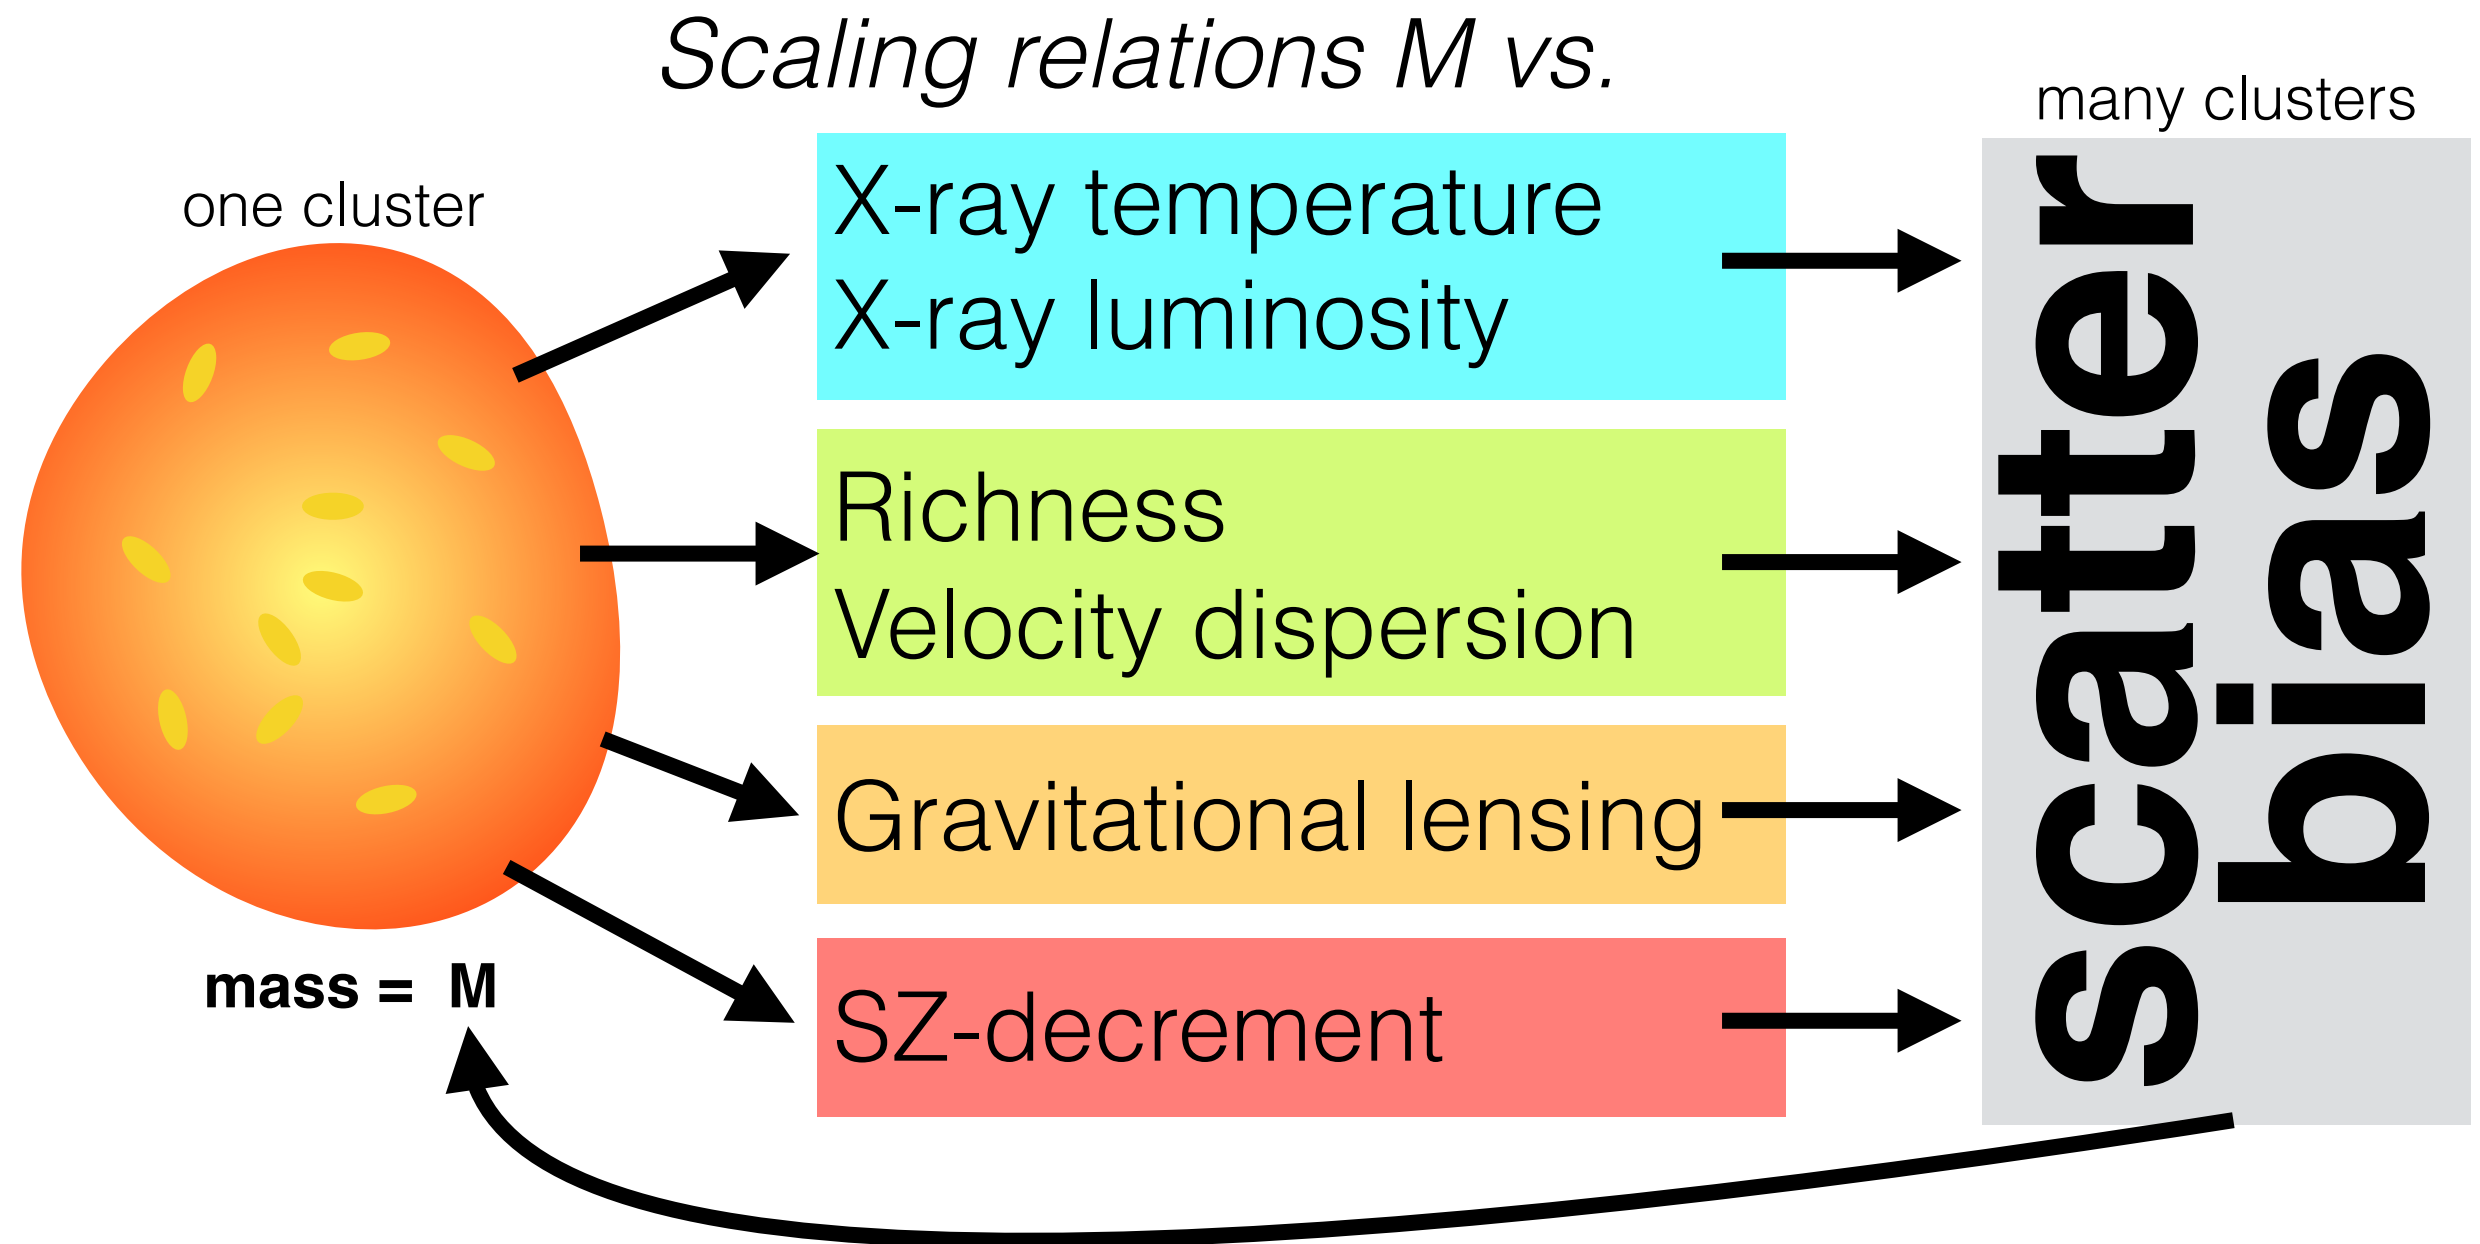 Scaling relations M vs.
one cluster
mass = M
X-ray temperature
X-ray luminosity
Richness
Velocity dispersion
Gravitational lensing
SZ-decrement
many clusters
scatter
bias